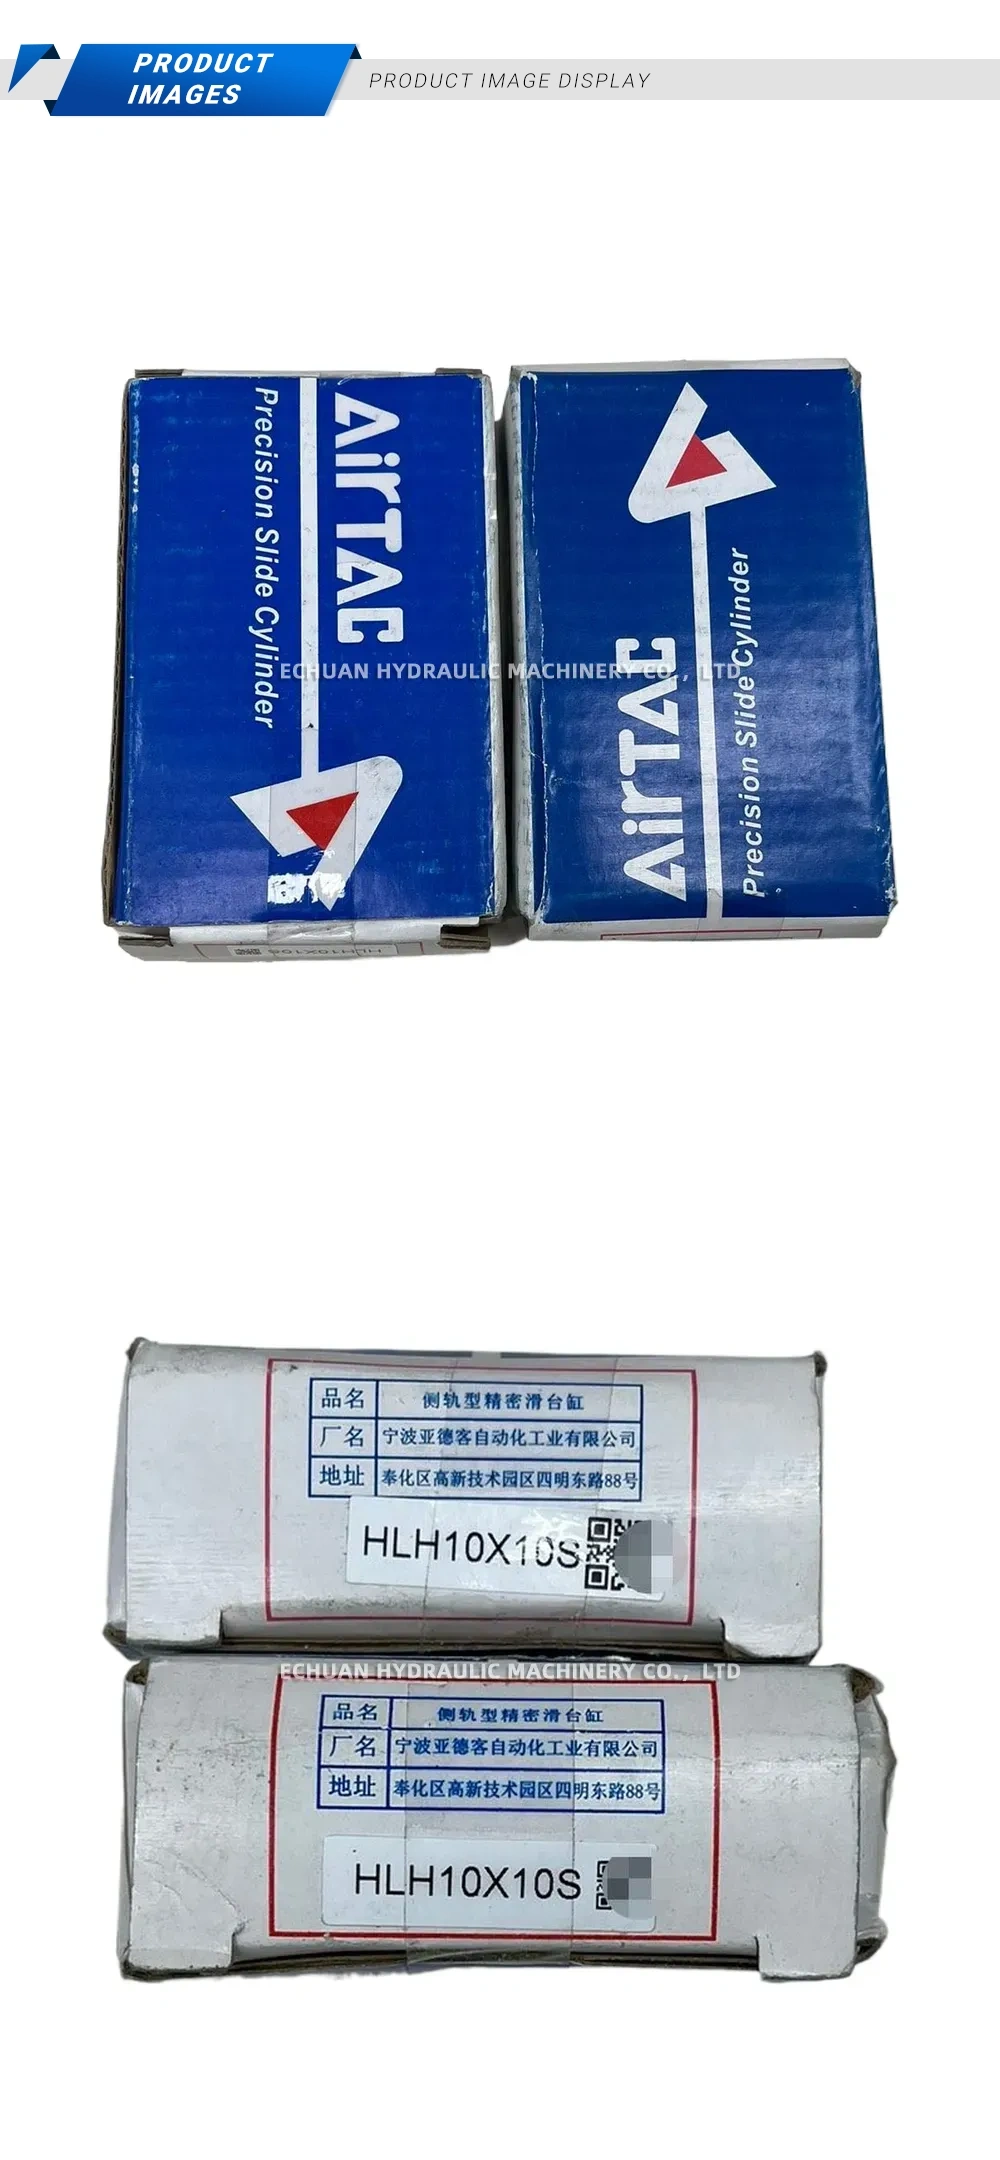 PRODUCT
IMAGES
PRODUCT IMAGE DISPLAY
AirTAC
Precision Slide Cylinder
AirTAC
Precision Slide Cylinder
ECHUAN HYDRAULIC MACHINERY CO., LTD
HLH10X10S
品名 侧轨型精密滑台缸
厂名 宁波亚德客自动化工业有限公司
地址 奉化区高新技术园区四明东路88号
HLH10X10S
ECHUAN HYDRAULIC MACHINERY CO., LTD
品名 侧轨型精密滑台缸
厂名 宁波亚德客自动化工业有限公司
地址 奉化区高新技术园区四明东路88号
HLH10X10S